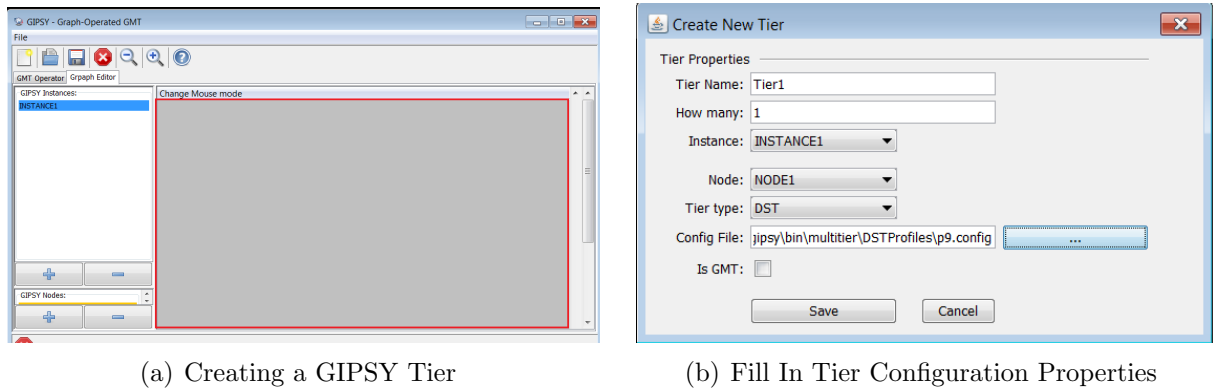 GIPSY - Graph-Operated GMT
File
GMT Operator Grpaph Editor
GIPSY Instances:
INSTANCE1
Change Mouse mode
GIPSY Nodes:
(a) Creating a GIPSY Tier
Create New Tier
Tier Properties
Tier Name: Tier1
How many: 1
Instance: INSTANCE1
Node: NODE1
Tier type: DST
Config File: jipsy\bin\multitier\DSTProfiles\p9.config ...
Is GMT:
Save Cancel
(b) Fill In Tier Configuration Properties